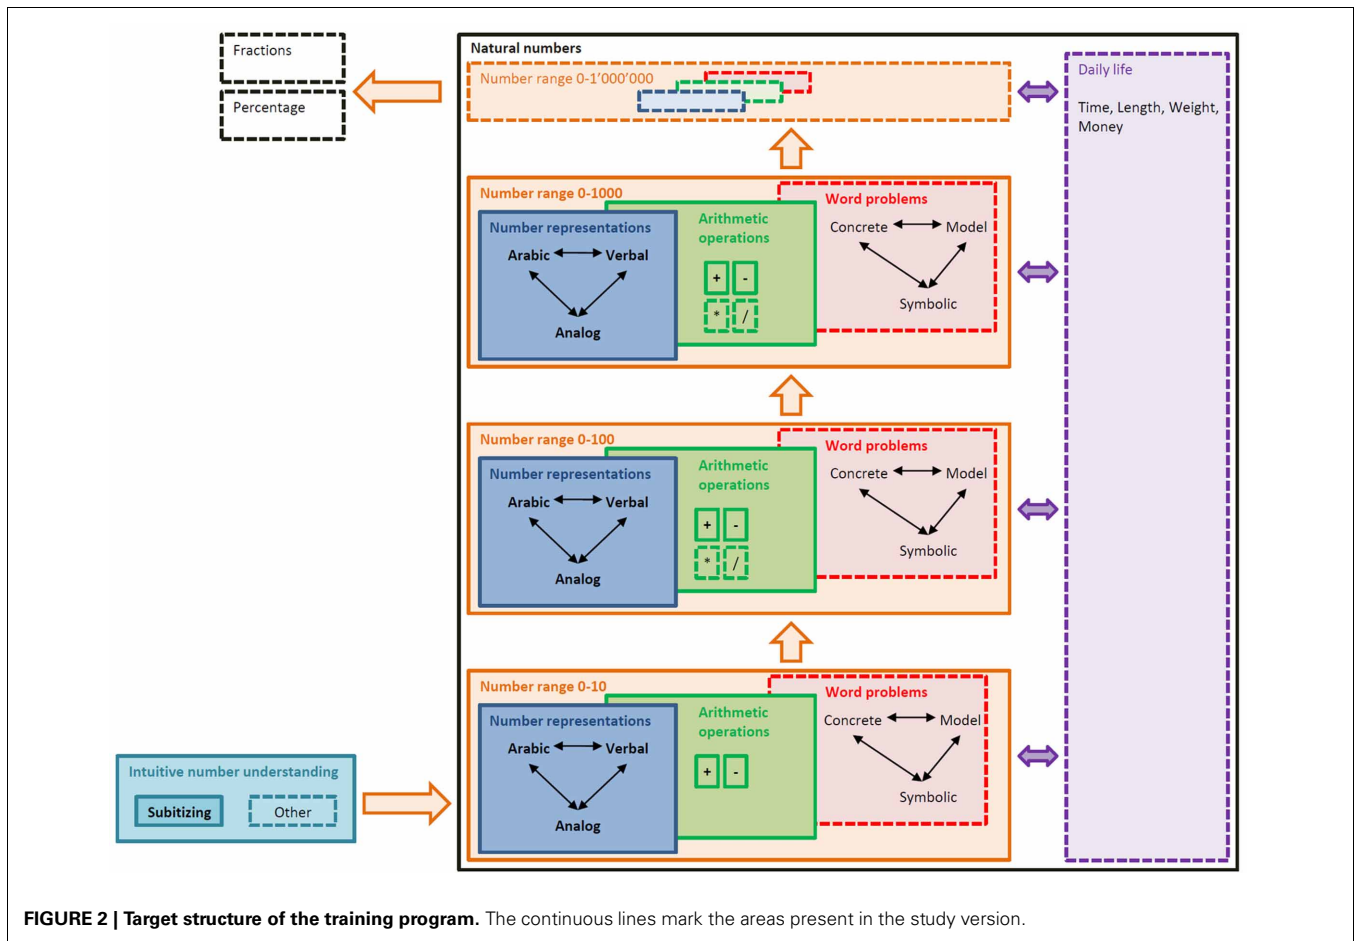 Fractions
Percentage
Natural numbers
Number range 0-1’000’000
Daily life
Time, Length, Weight,
Money
Number range 0-1000
Number representations
Arabic
Verbal
Analog
Arithmetic
operations
+
-
*
/
Word problems
Concrete
Model
Symbolic
Number range 0-100
Number representations
Arabic
Verbal
Analog
Arithmetic
operations
+
-
*
/
Word problems
Concrete
Model
Symbolic
Number range 0-10
Number representations
Arabic
Verbal
Analog
Arithmetic
operations
+
-
Word problems
Concrete
Model
Symbolic
Intuitive number understanding
Subitizing
Other
FIGURE 2 | Target structure of the training program. The continuous lines mark the areas present in the study version.